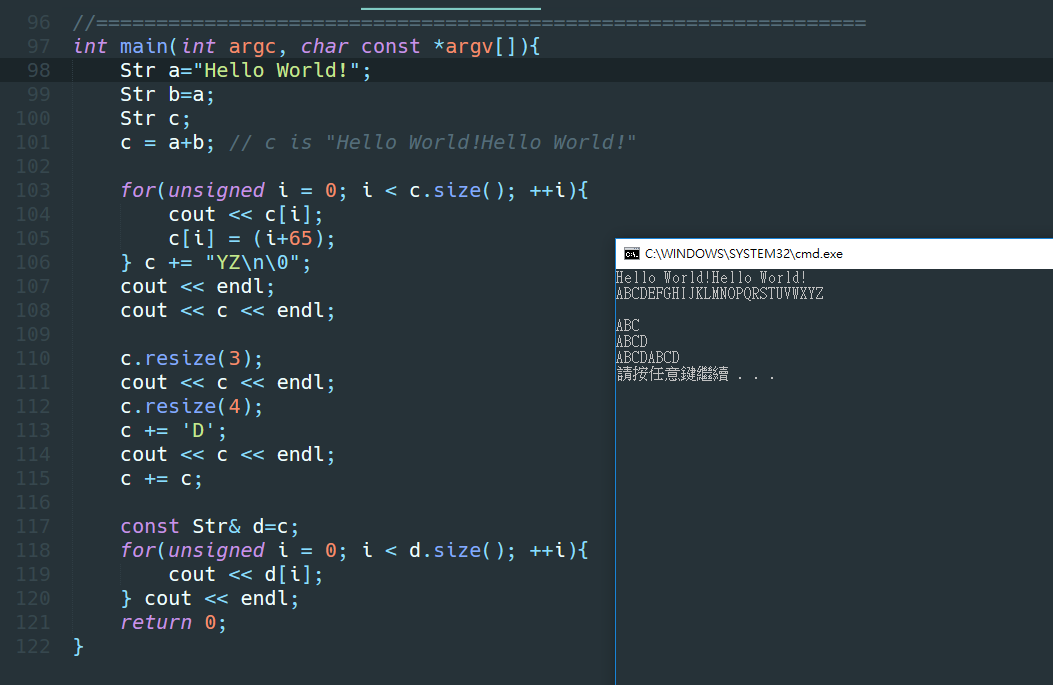 96 //================================================================
97 int main(int argc, char const *argv[]){
98     Str a="Hello World!";
99     Str b=a;
100     Str c;
101     c = a+b; // c is "Hello World!Hello World!"
102
103     for(unsigned i = 0; i < c.size(); ++i){
104         cout << c[i];
105         c[i] = (i+65);
106     } c += "YZ\n\0";
107     cout << endl;
108     cout << c << endl;
109
110     c.resize(3);
111     cout << c << endl;
112     c.resize(4);
113     c += 'D';
114     cout << c << endl;
115     c += c;
116
117     const Str& d=c;
118     for(unsigned i = 0; i < d.size(); ++i){
119         cout << d[i];
120     } cout << endl;
121     return 0;
122 }
C:\WINDOWS\SYSTEM32\cmd.exe
Hello World!Hello World!
ABCDEFGHIJKLMNOPQRSTUVWXYZ
ABC
ABCD
ABCDABCD
請按任意鍵繼續 . . .